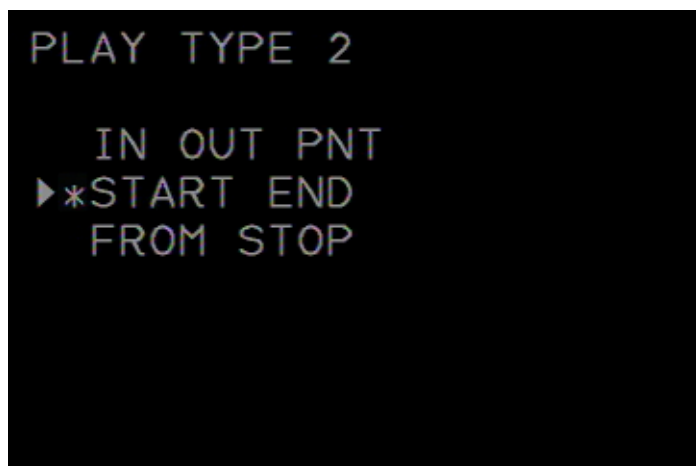 PLAY TYPE 2
IN OUT PNT
▶*START END
FROM STOP